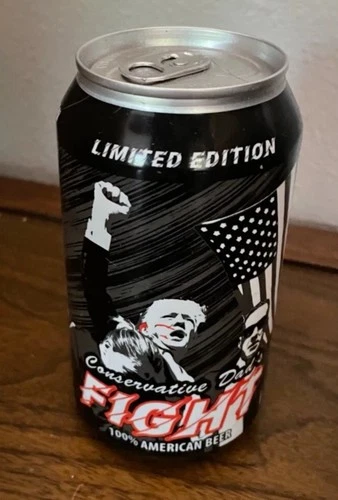 LIMITED EDITION
Conservative Dad's
FIGHT
100% AMERICAN BEER